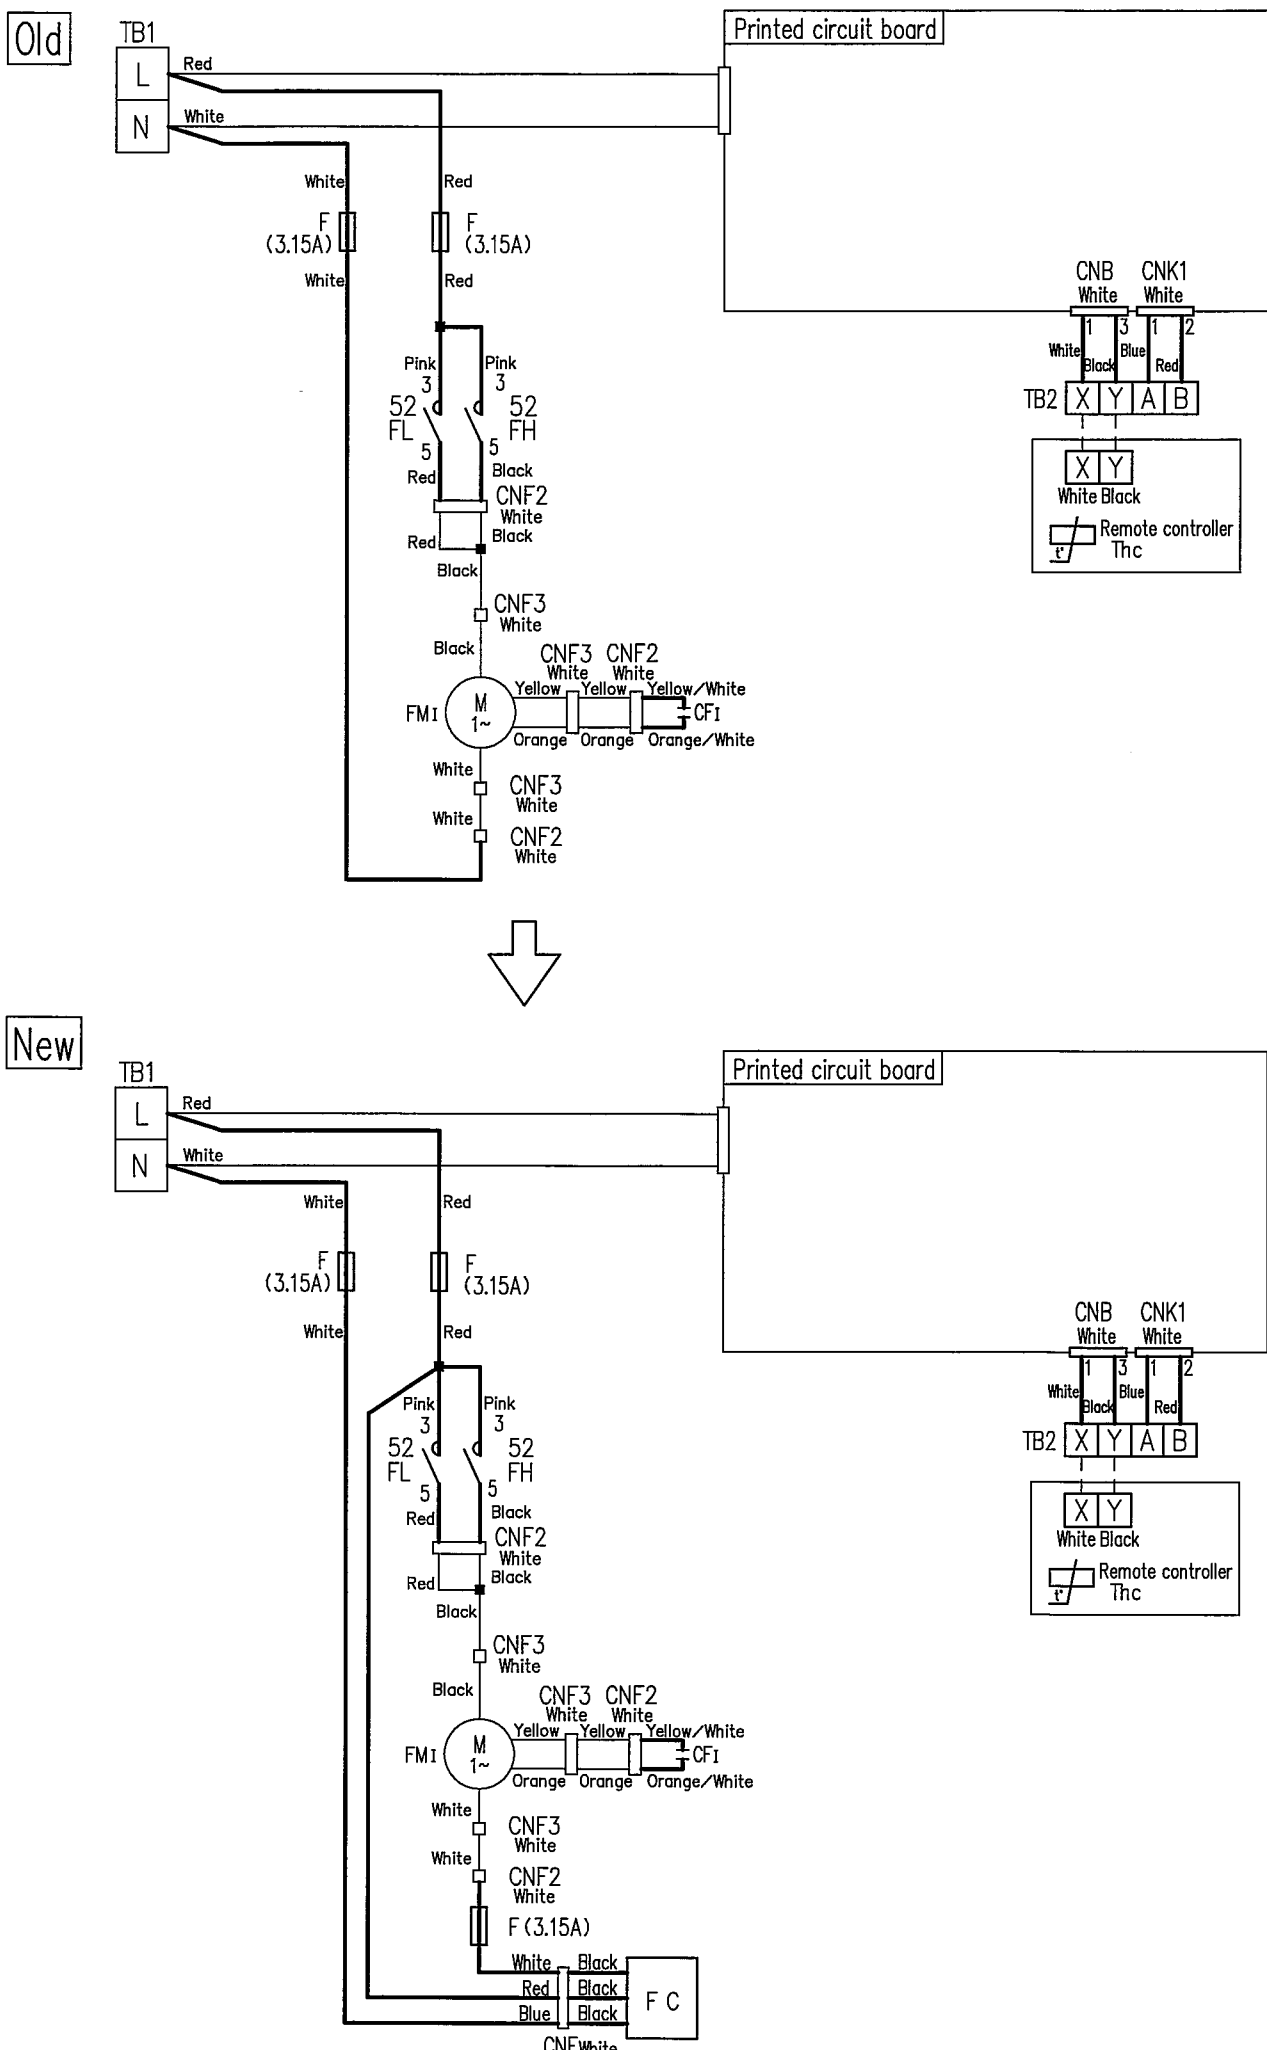 Old
TB1
Printed circuit board
L
Red
N
White
White
Red
F
(3.15A)
F
(3.15A)
White
Red
CNB
White
CNK1
White
1
3
1
2
White
Black
Blue
Red
TB2
X
Y
A
B
X
Y
White Black
Remote controller
t°
Thc
Pink
3
Pink
3
52
FL
52
FH
5
5
Red
Black
CNF2
White
Red
Black
Black
CNF3
White
Black
CNF3
White
CNF2
White
Yellow
Yellow
Yellow/White
FMI
M
1~
CFI
Orange
Orange
Orange/White
White
CNF3
White
White
CNF2
White
New
TB1
Printed circuit board
L
Red
N
White
White
Red
F
(3.15A)
F
(3.15A)
White
Red
CNB
White
CNK1
White
1
3
1
2
White
Black
Blue
Red
TB2
X
Y
A
B
X
Y
White Black
Remote controller
t°
Thc
Pink
3
Pink
3
52
FL
52
FH
5
5
Red
Black
CNF2
White
Red
Black
Black
CNF3
White
Black
CNF3
White
CNF2
White
Yellow
Yellow
Yellow/White
FMI
M
1~
CFI
Orange
Orange
Orange/White
White
CNF3
White
White
CNF2
White
F (3.15A)
White
Black
Red
Black
F C
Blue
Black
White